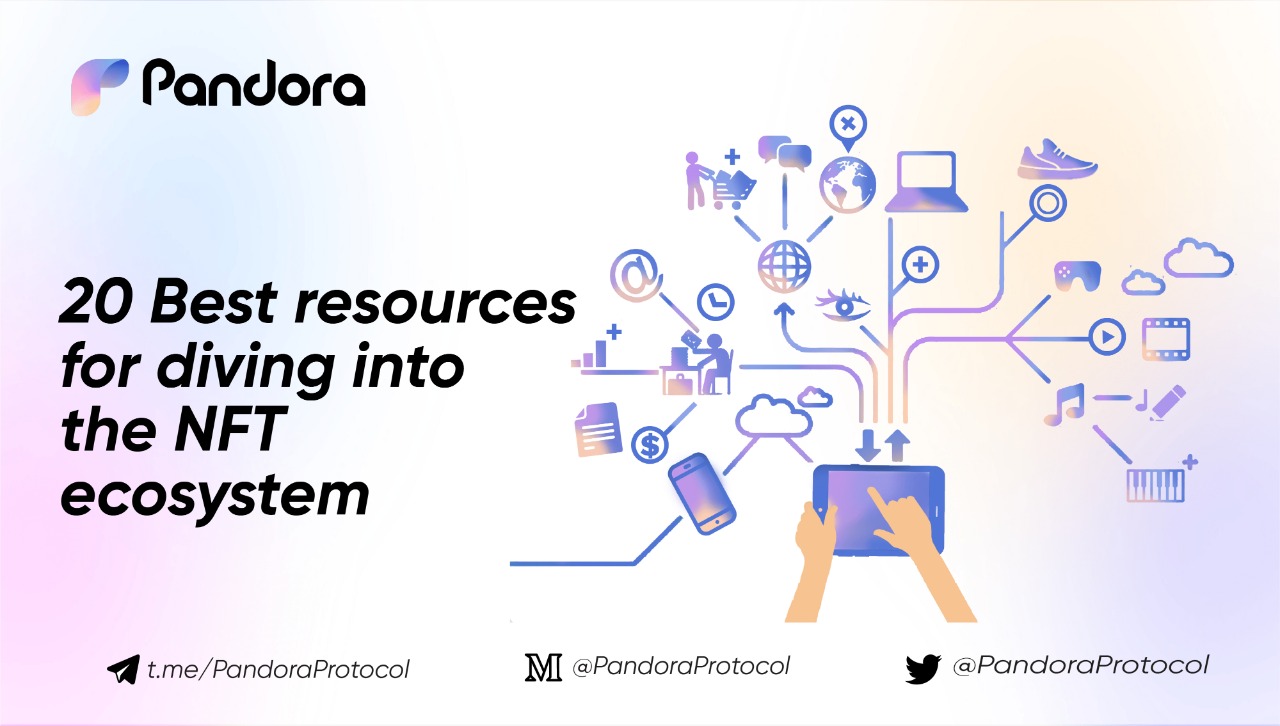 Pandora
20 Best resources
for diving into
the NFT
ecosystem
t.me/PandoraProtocol
M @PandoraProtocol
@PandoraProtocol